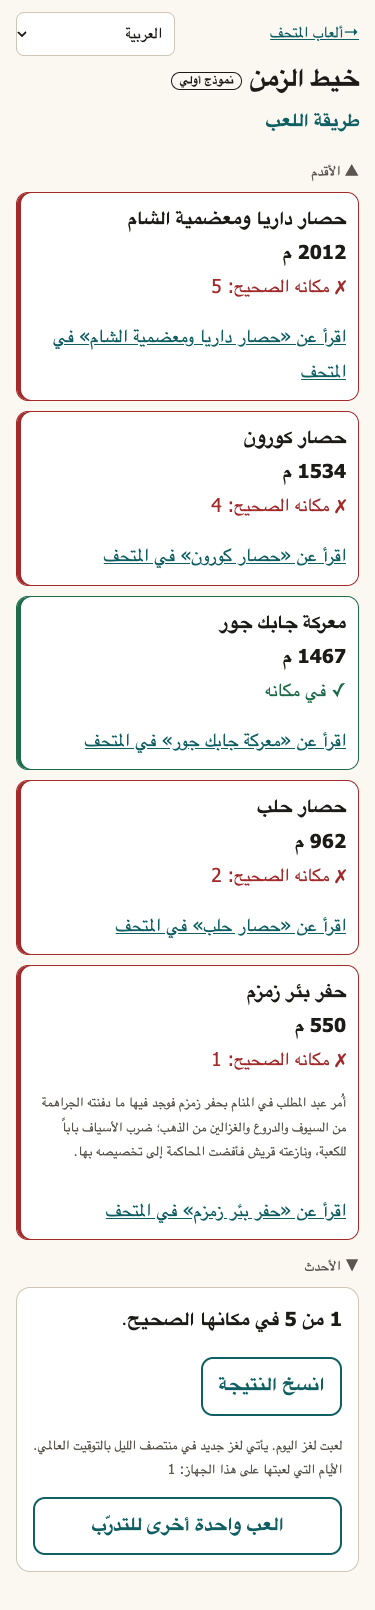 →ألعاب المتحف
العربية
خيط الزمن
نموذج أولي
طريقة اللعب
▲ الأقدم
حصار داريا ومعضمية الشام
2012 م
✗ مكانه الصحيح: 5
اقرأ عن «حصار داريا ومعضمية الشام» في
المتحف
حصار كورون
1534 م
✗ مكانه الصحيح: 4
اقرأ عن «حصار كورون» في المتحف
معركة جابك جور
1467 م
✓ في مكانه
اقرأ عن «معركة جابك جور» في المتحف
حصار حلب
962 م
✗ مكانه الصحيح: 2
اقرأ عن «حصار حلب» في المتحف
حفر بئر زمزم
550 م
✗ مكانه الصحيح: 1
أُمر عبد المطلب في المنام بحفر زمزم فوجد فيها ما دفنته الجراهمة
من السيوف والدروع والغزالين من الذهب؛ ضرب الأسياف باباً
للكعبة، ونازعته قريش فأفضت المحاكمة إلى تخصيصه بها.
اقرأ عن «حفر بئر زمزم» في المتحف
▼ الأحدث
1 من 5 في مكانها الصحيح.
انسخ النتيجة
لعبت لغز اليوم. يأتي لغز جديد في منتصف الليل بالتوقيت العالمي.
الأيام التي لعبتها على هذا الجهاز: 1
العب واحدة أخرى للتدرّب